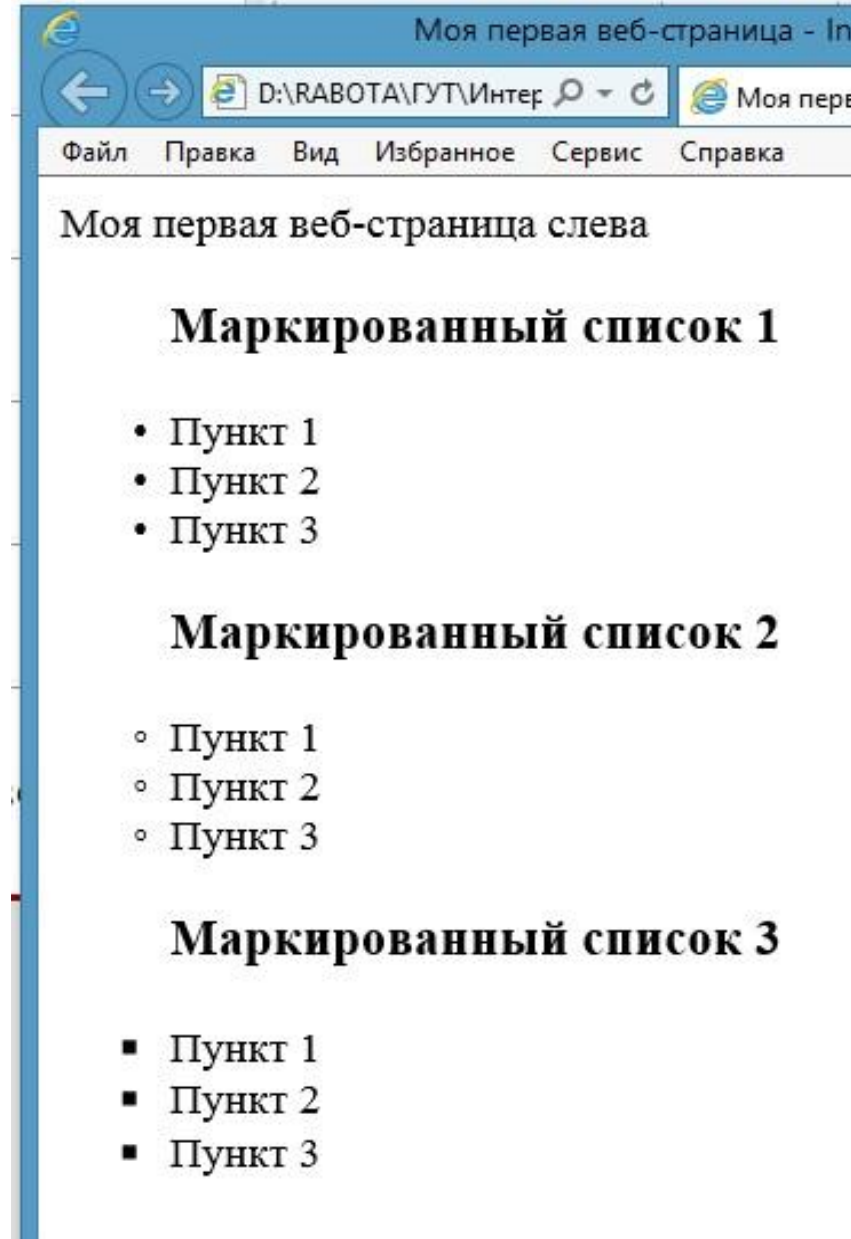 Моя первая веб-страница - In
D:\RABOTA\ГУТ\Интер
Моя перв
Файл Правка Вид Избранное Сервис Справка
Моя первая веб-страница слева
Маркированный список 1
• Пункт 1
• Пункт 2
• Пункт 3
Маркированный список 2
◦ Пункт 1
◦ Пункт 2
◦ Пункт 3
Маркированный список 3
▪ Пункт 1
▪ Пункт 2
▪ Пункт 3